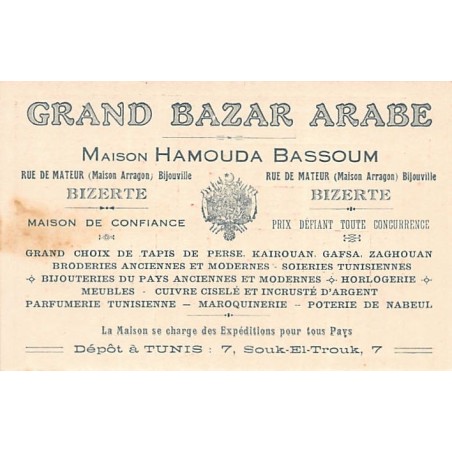 GRAND BAZAR ARABE
MAISON HAMOUDA BASSOUM
RUE DE MATEUR (Maison Arragon) Bijouville
BIZERTE
RUE DE MATEUR (Maison Arragon) Bijouville
BIZERTE
MAISON DE CONFIANCE
PRIX DÉFIANT TOUTE CONCURRENCE
GRAND CHOIX DE TAPIS DE PERSE, KAIROUAN, GAFSA, ZAGHOUAN
BRODERIES ANCIENNES ET MODERNES - SOIERIES TUNISIENNES
BIJOUTERIES DU PAYS ANCIENNES ET MODERNES HORLOGERIE
MEUBLES - CUIVRE CISELÉ ET INCRUSTÉ D'ARGENT
PARFUMERIE TUNISIENNE — MAROQUINERIE - POTERIE DE NABEUL
La Maison se charge des Expéditions pour tous Pays
Dépôt à TUNIS : 7, Souk-El-Trouk, 7